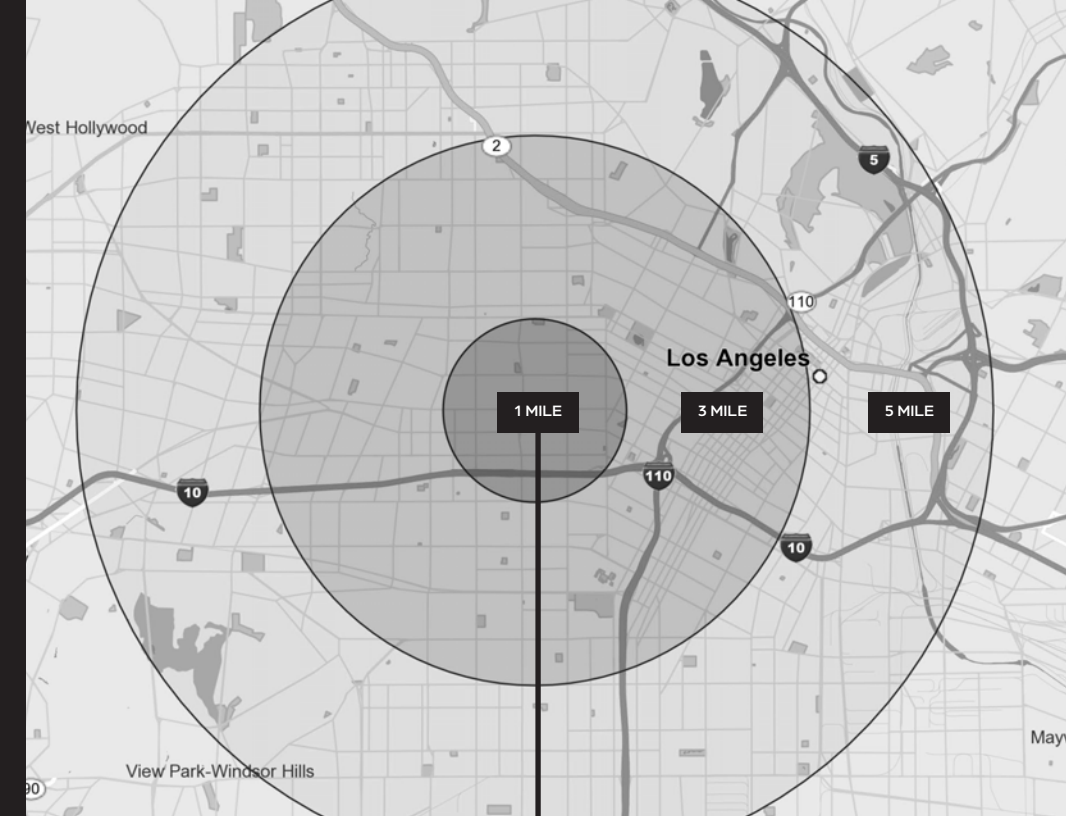 West Hollywood
2
5
110
Los Angeles
1 MILE
3 MILE
5 MILE
110
10
10
View Park-Windsor Hills